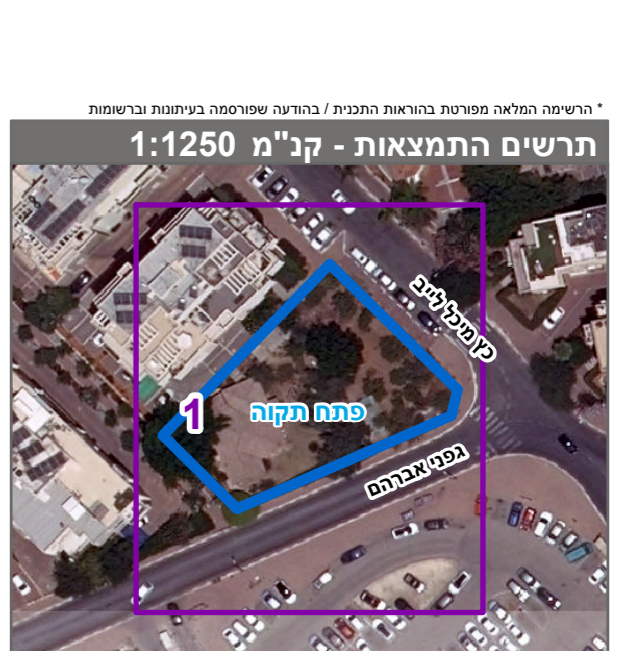 * הרשימה המלאה מפורטת בהוראות התכנית / בהודעה שפורסמה בעיתונות וברשומות
תרשים התמצאות - קנ"מ 1:1250
כץ מיכל לייב
פתח תקוה
1
גפני אברהם